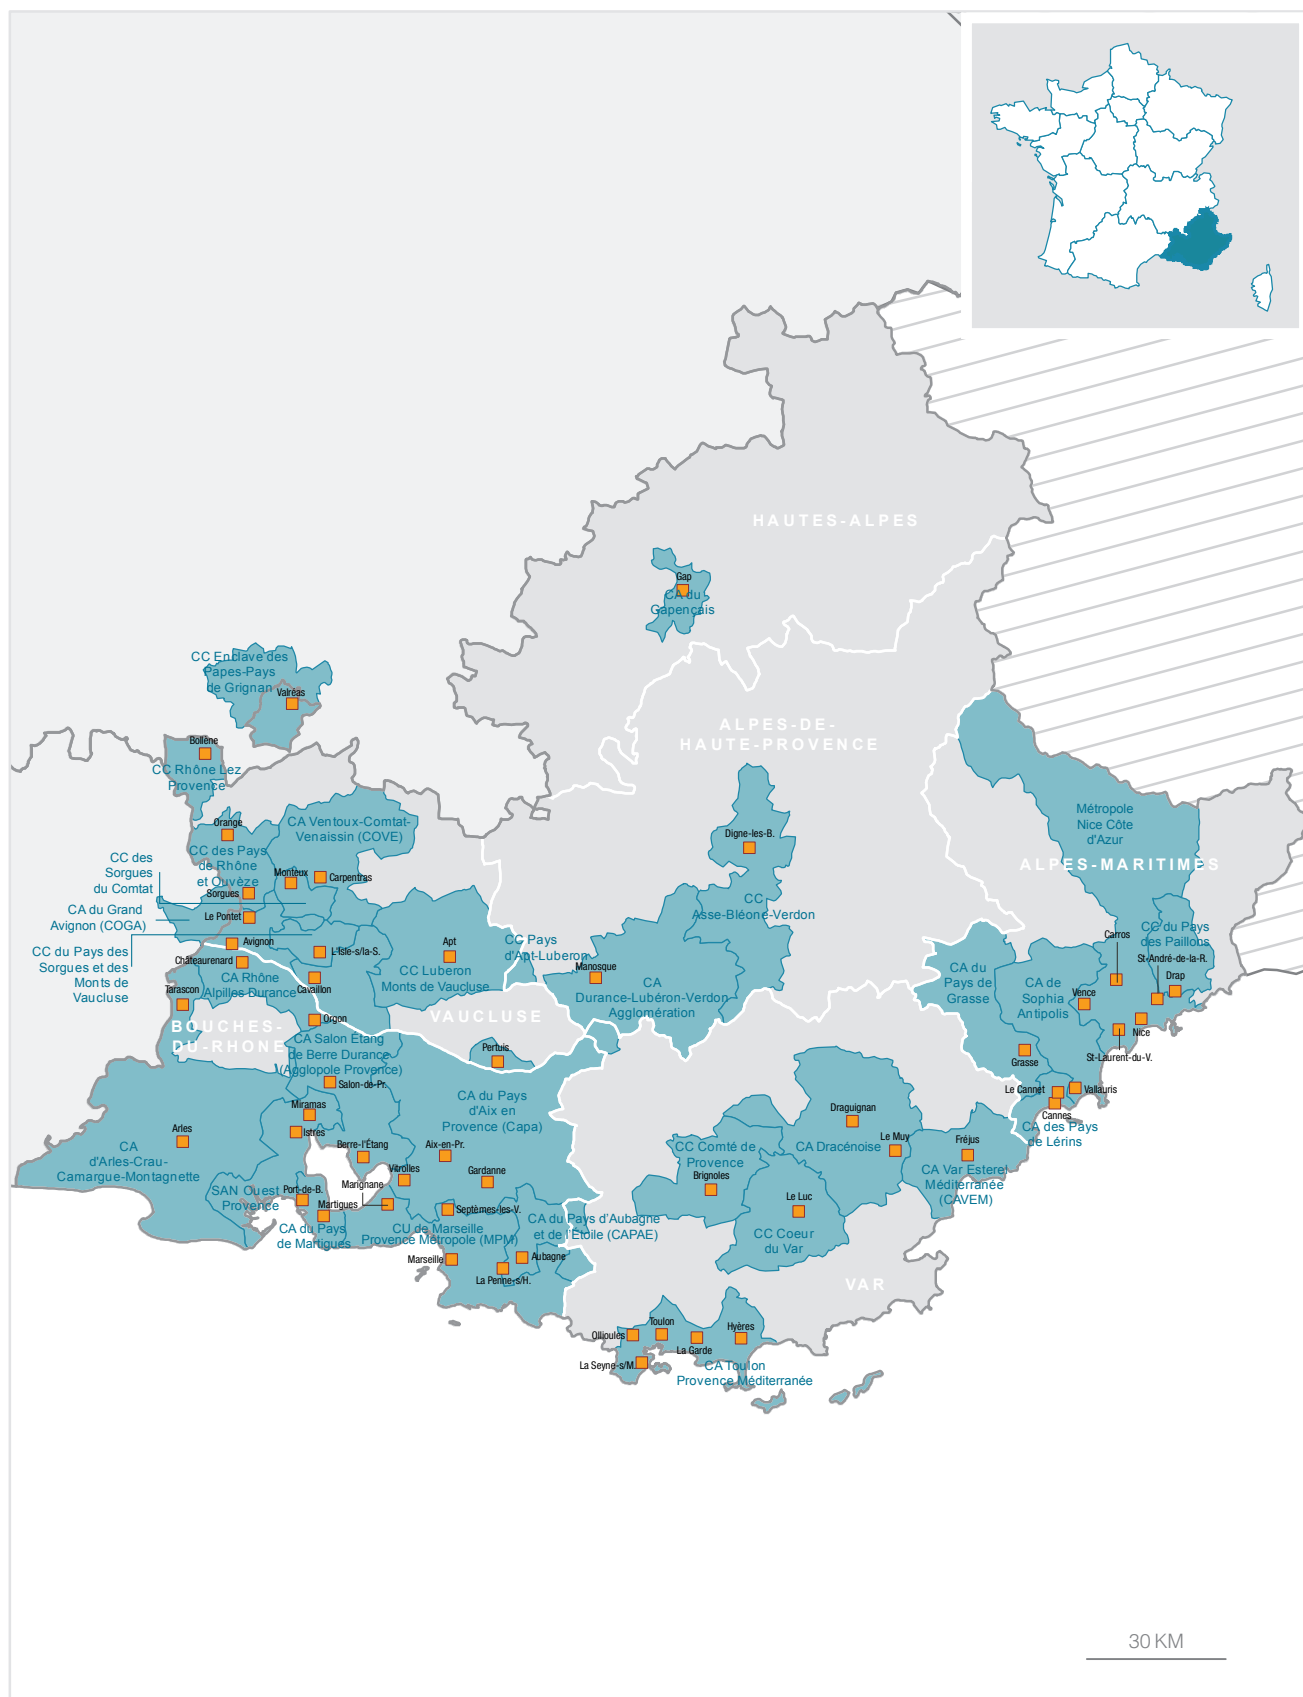 HAUTES-ALPES
Gap
CA du
Gapençais
CC Enclave des
Papes-Pays
de Grignan
Valréas
ALPES-DE-
HAUTE-PROVENCE
Bollène
CC Rhône Lez
Provence
Orange
CA Ventoux-Comtat-
Venaissin (COVE)
CC des Pays
de Rhône
et Ouvèze
CC des
Sorgues
du Comtat
Monteux
Carpentras
Sorgues
CA du Grand
Avignon (COGA)
Le Pontet
Avignon
CC du Pays des
Sorgues et des
Monts de
Vaucluse
L'Isle-s/la-S.
Apt
CC Luberon
Monts de Vaucluse
CC Pays
d'Apt-Luberon
Châteaurenard
CA Rhône
Alpilles Durance
Cavaillon
Tarascon
Digne-les-B.
CC
Asse-Bléone-Verdon
Manosque
CA
Durance-Lubéron-Verdon
Agglomération
Métropole
Nice Côte
d'Azur
ALPES-MARITIMES
CC du Pays
des Paillons
Carros
St-André-de-la-R.
Drap
CA du
Pays de
Grasse
CA de
Sophia
Antipolis
Vence
Nice
St-Laurent-du-V.
Grasse
Le Cannet
Vallauris
Cannes
CA des Pays
de Lérins
BOUCHES-
DU-RHONE
VAUCLUSE
Orgon
CA Salon Etang
de Berre Durance
(Agglopole Provence)
Salon-de-Pr.
Pertuis
CA du Pays
d'Aix en
Provence (Capa)
Miramas
Istres
Arles
CA
d'Arles-Crau-
Camargue-Montagnette
Berre-l'Étang
Aix-en-Pr.
Vitrolles
Gardanne
Marignane
SAN Ouest
Provence
Port-de-B.
Martigues
Septèmes-les-V.
CA du Pays
de Martigues
CU de Marseille
Provence Métropole (MPM)
CA du Pays d'Aubagne
et de l'Étoile (CAPAE)
Marseille
Aubagne
La Penne-s/H.
Draguignan
CA Dracénoise
Le Muy
Fréjus
CA Var Esterel
Méditerranée
(CAVEM)
CC Comté de
Provence
Brignoles
Le Luc
CC Coeur
du Var
VAR
Ollioules
Toulon
La Garde
Hyères
La Seyne-s/M.
CA Toulon
Provence Méditerranée
30 KM